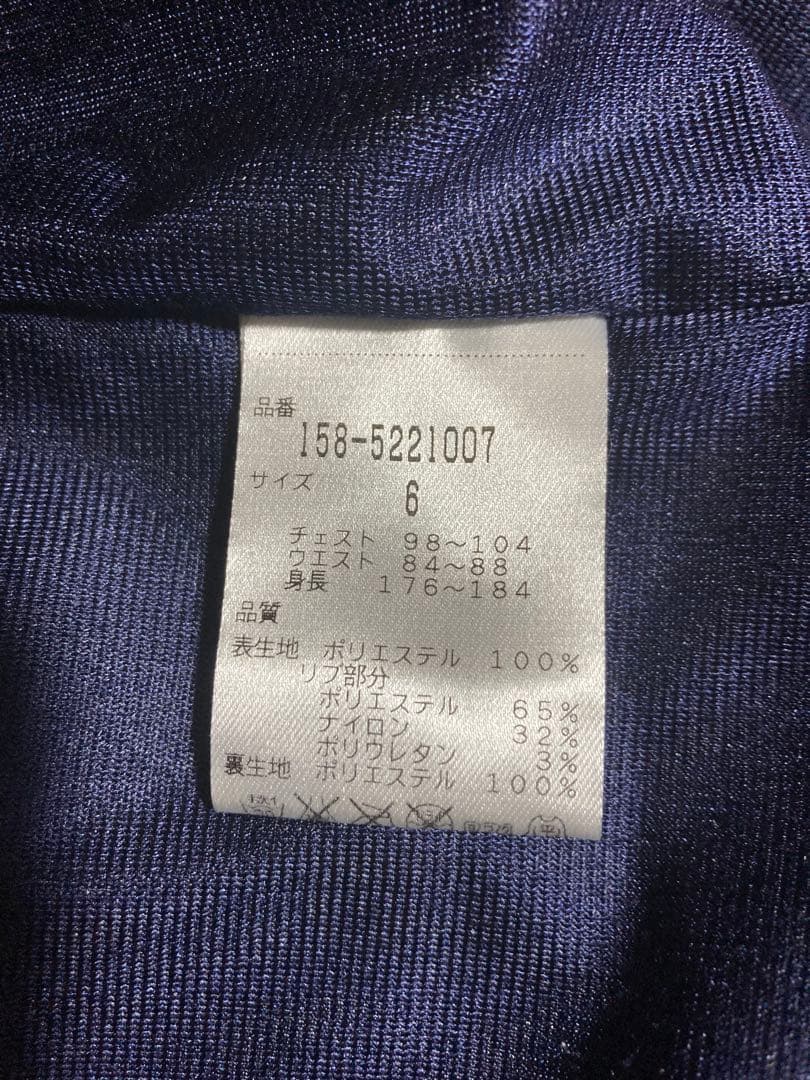 品番
158-5221007
サイズ
6
チェスト 98～104
ウエスト 84～88
身長 176～184
品質
表生地 ポリエステル 100%
リブ部分
ポリエステル 65%
ナイロン 32%
ポリウレタン 3%
裏生地 ポリエステル 100%
平